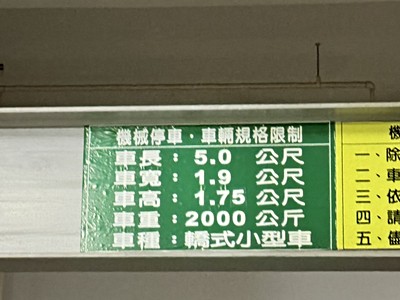 機械停車・車輛規格限制
車長：5.0 公尺
車寬：1.9 公尺
車高：1.75 公尺
車重：2000 公斤
車種：轎式小型車
機
一、除
二、車
三、依
四、請
五、儘